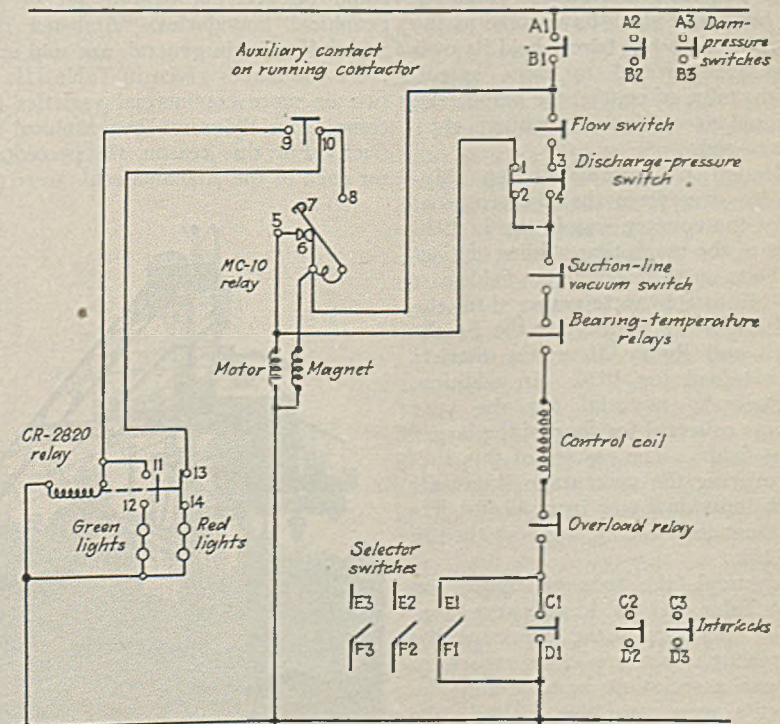 A1
A2
A3
Dam-
pressure
switches
B1
B2
B3
Auxiliary contact
on running contactor
9
10
Flow switch
1
3
Discharge-pressure
switch
2
4
8
7
5
6
MC-10
relay
Suction-line
vacuum switch
Bearing-temperature
relays
Motor
Magnet
CR-2820
relay
11
13
Control coil
12
14
Green
lights
Red
lights
Overload relay
Selector
switches
E3
E2
E1
C1
C2
C3
Interlocks
F3
F2
F1
D1
D2
D3